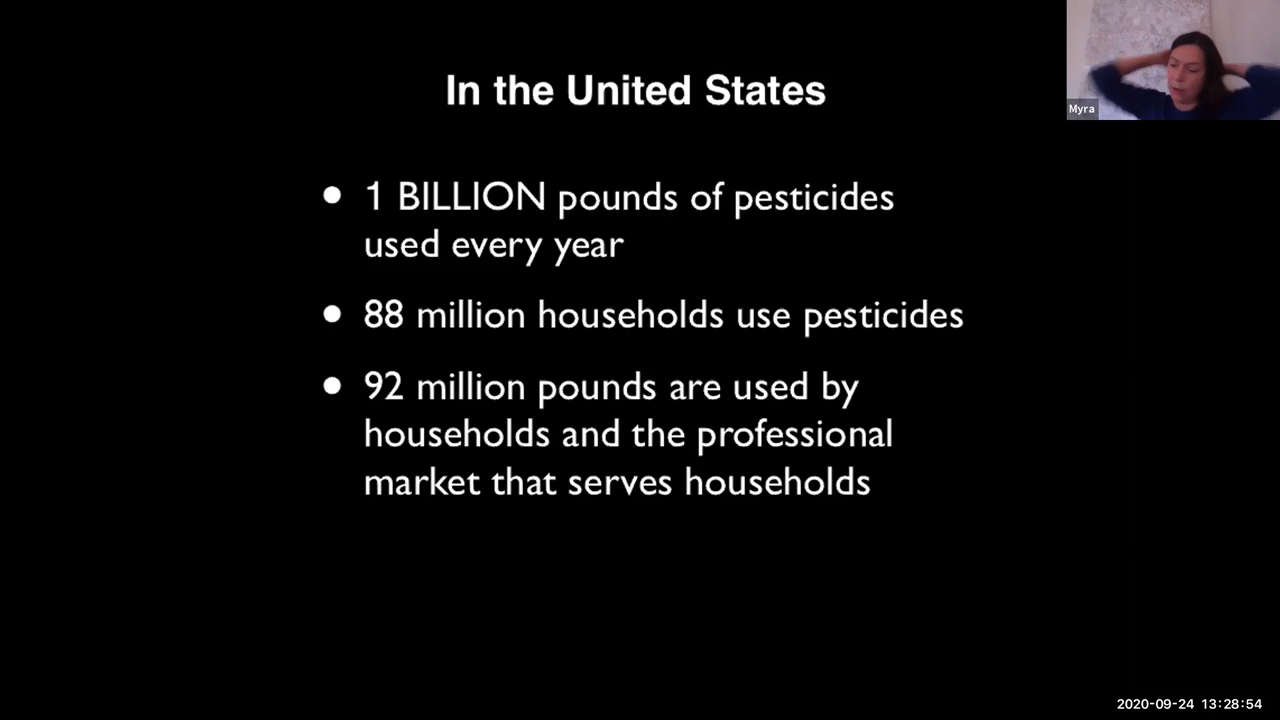 In the United States
• 1 BILLION pounds of pesticides
used every year
• 88 million households use pesticides
• 92 million pounds are used by
households and the professional
market that serves households
Myra
2020-09-24 13:28:54